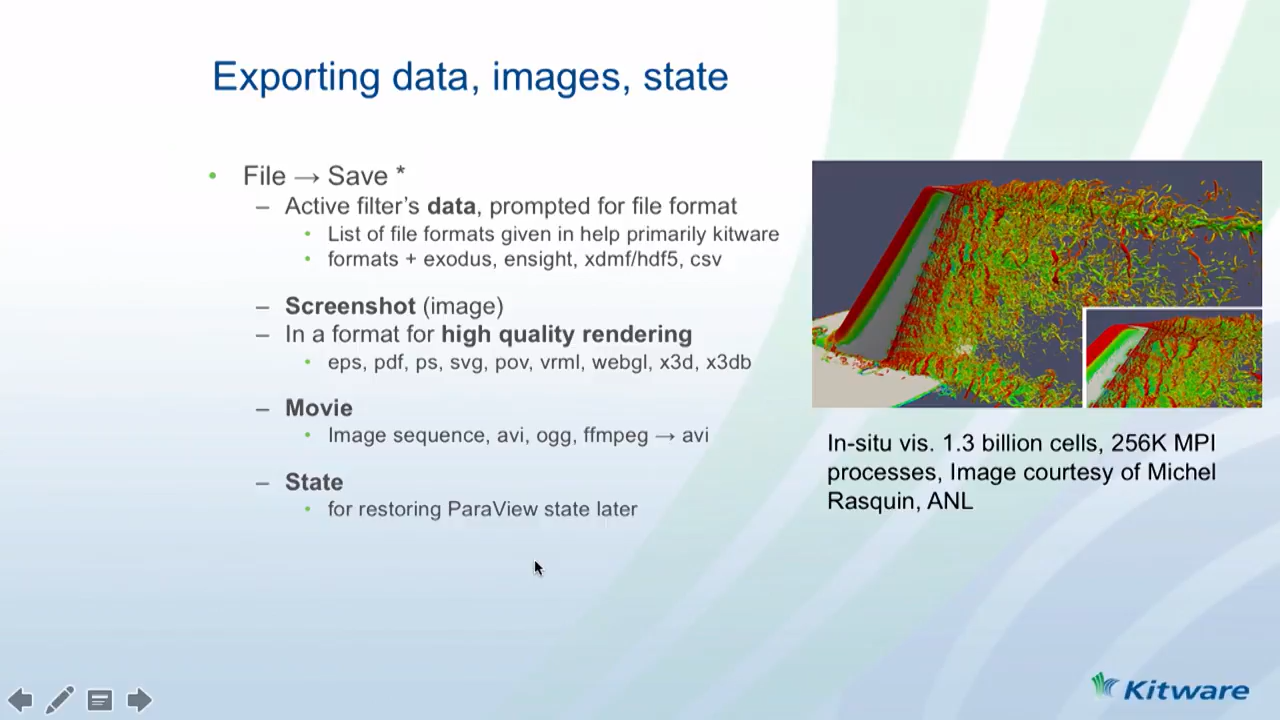 Exporting data, images, state
• File → Save *
– Active filter’s data, prompted for file format
• List of file formats given in help primarily kitware
• formats + exodus, ensight, xdmf/hdf5, csv
– Screenshot (image)
– In a format for high quality rendering
• eps, pdf, ps, svg, pov, vrml, webgl, x3d, x3db
– Movie
• Image sequence, avi, ogg, ffmpeg → avi
– State
• for restoring ParaView state later
In-situ vis. 1.3 billion cells, 256K MPI
processes, Image courtesy of Michel
Rasquin, ANL
Kitware